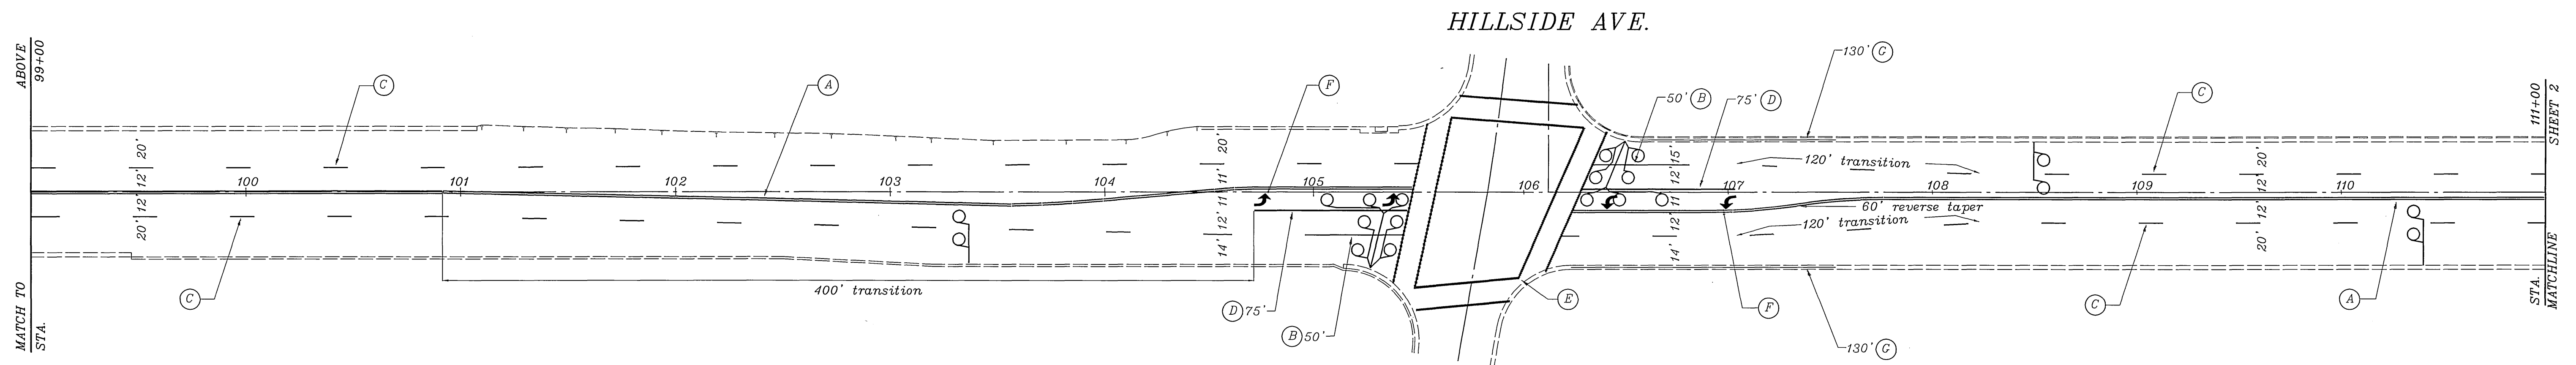 HILLSIDE AVE.
ABOVE
99+00
MATCH TO
STA.
C
A
F
130' G
50' B
75' D
C
111+00
SHEET 2
20'
12'
12'
20'
100
101
102
103
104
105
106
107
108
109
110
20'
11'
11'
12'
14'
15'
12'
11'
12'
14'
120' transition
60' reverse taper
120' transition
20'
12'
12'
20'
C
400' transition
D 75'
B 50'
E
F
130' G
C
A
STA.
MATCHLINE